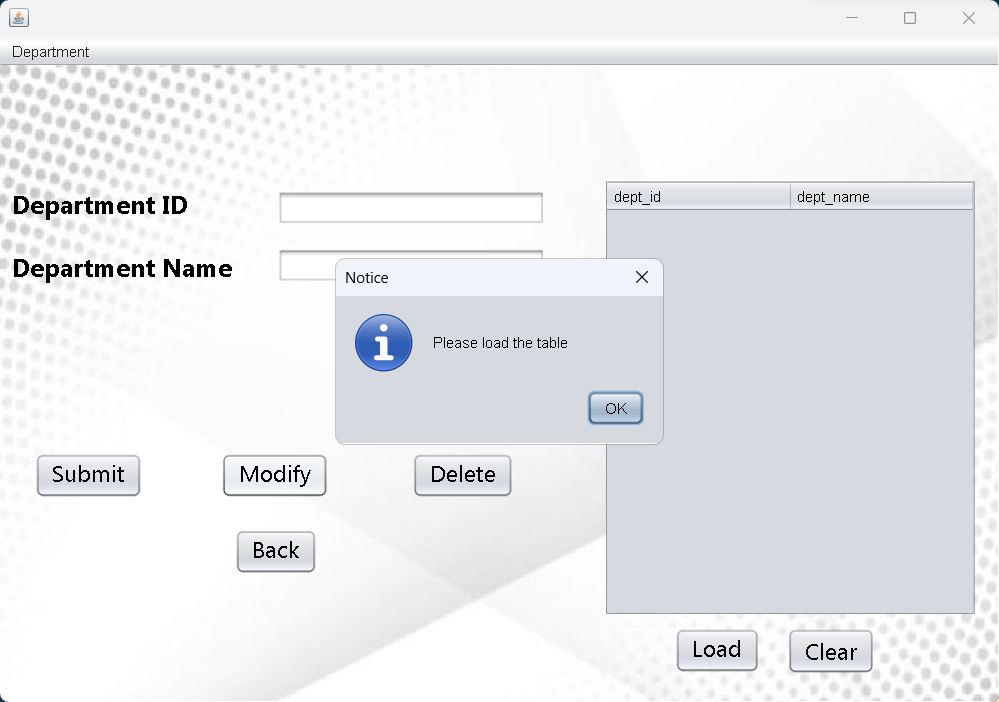 Department
Department ID
dept_id dept_name
Department Name
Notice
Please load the table
OK
Submit Modify Delete
Back
Load Clear